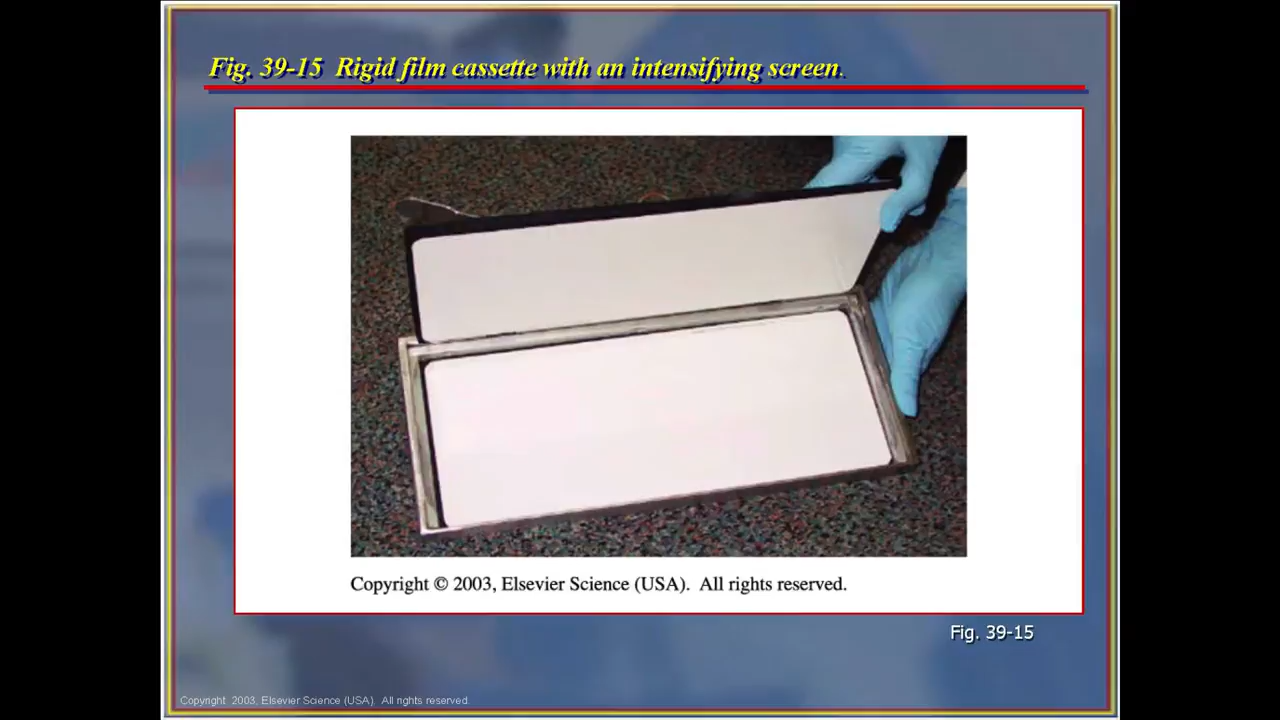 Fig. 39-15 Rigid film cassette with an intensifying screen.
Copyright © 2003, Elsevier Science (USA). All rights reserved.
Fig. 39-15
Copyright 2003, Elsevier Science (USA). All rights reserved.